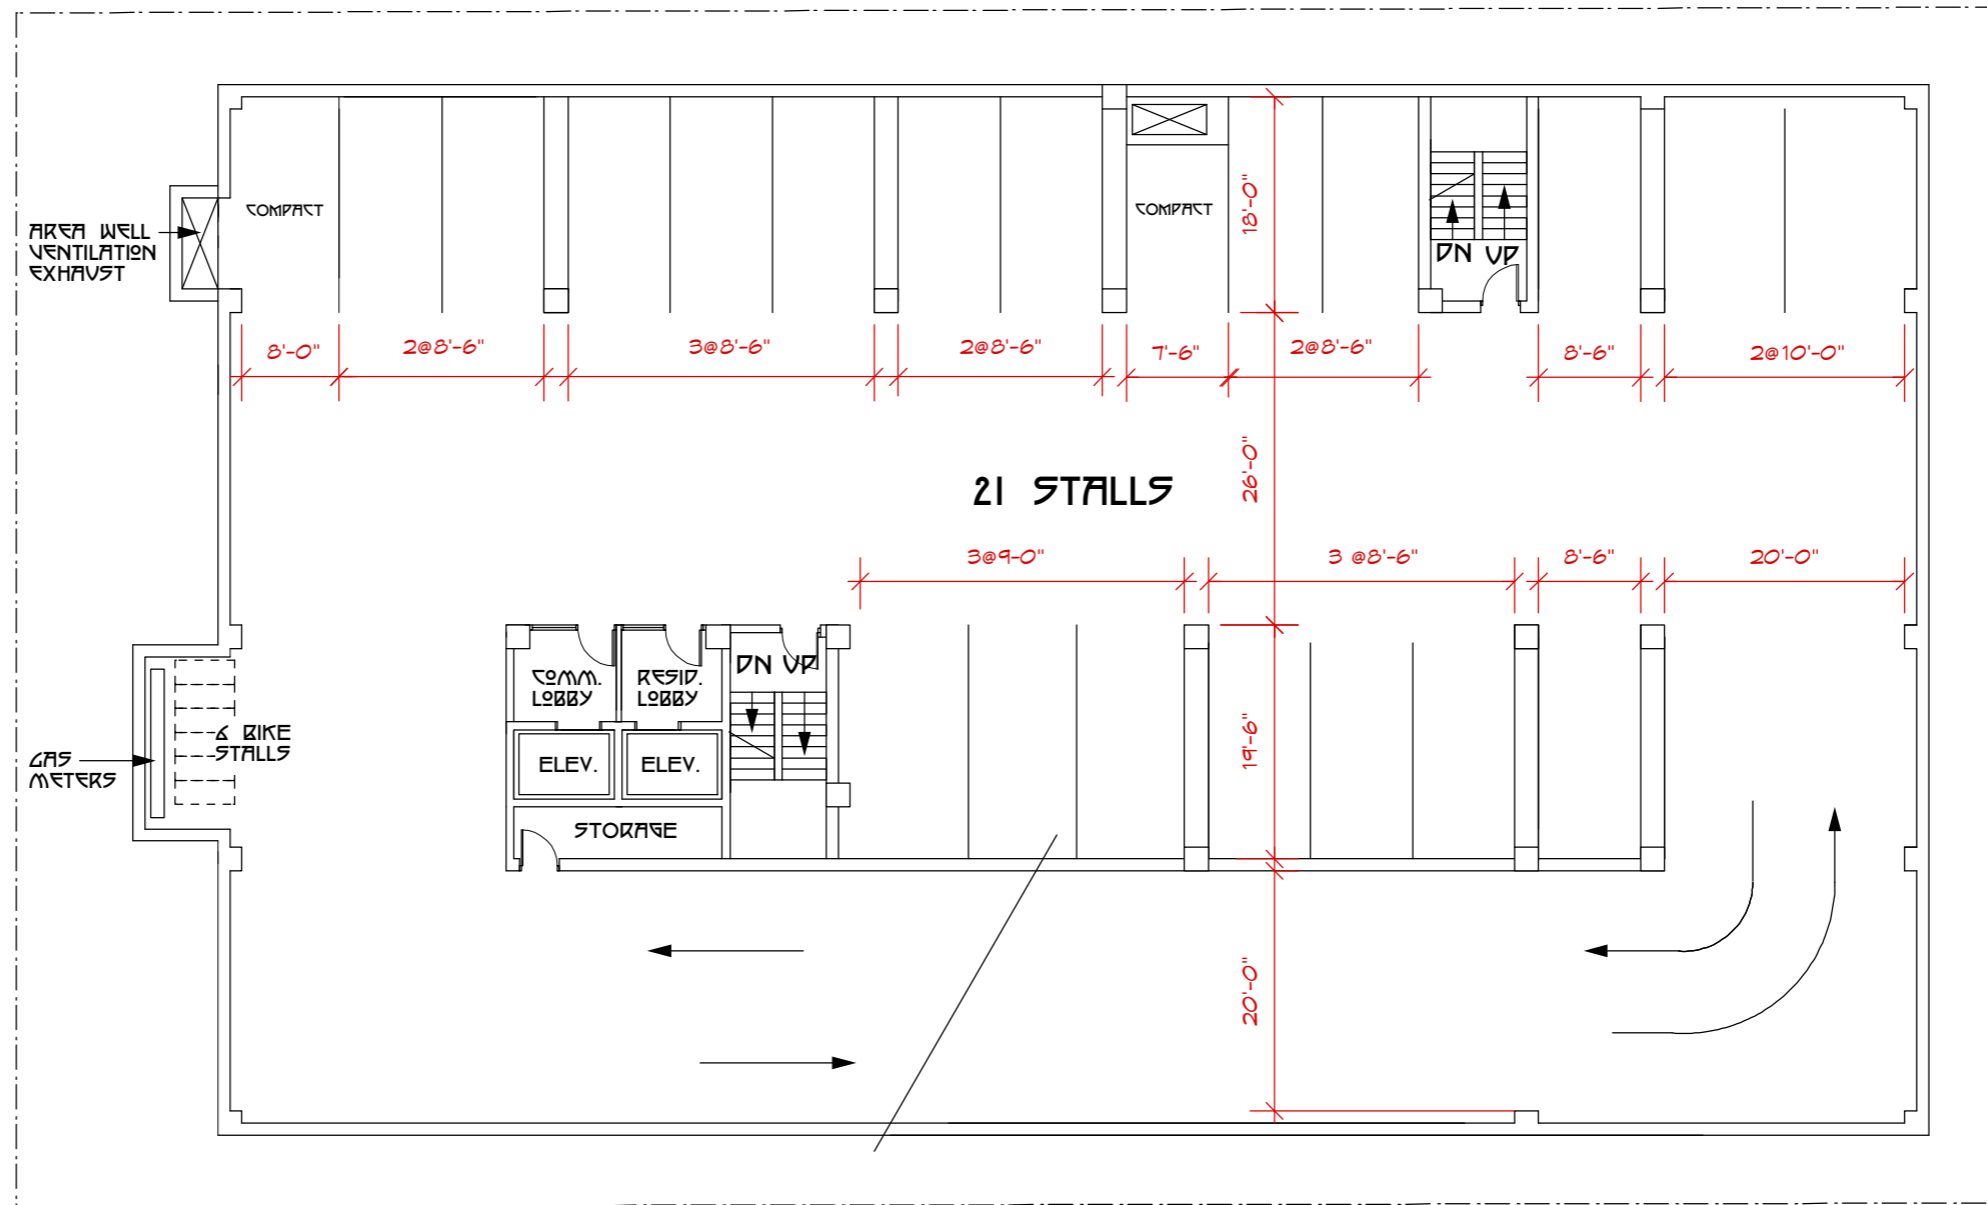 COMPACT
COMPACT
18'-0"
AREA WELL
VENTILATION
EXHAUST
DN UP
8'-0"
2@8'-6"
3@8'-6"
2@8'-6"
7'-6"
2@8'-6"
8'-6"
2@10'-0"
26'-0"
21 STALLS
3@9-0"
3 @8'-6"
8'-6"
20'-0"
COMM.
LOBBY
RESID.
LOBBY
DN UP
6 BIKE
STALLS
GAS
METERS
ELEV.
ELEV.
19'-6"
STORAGE
20'-0"